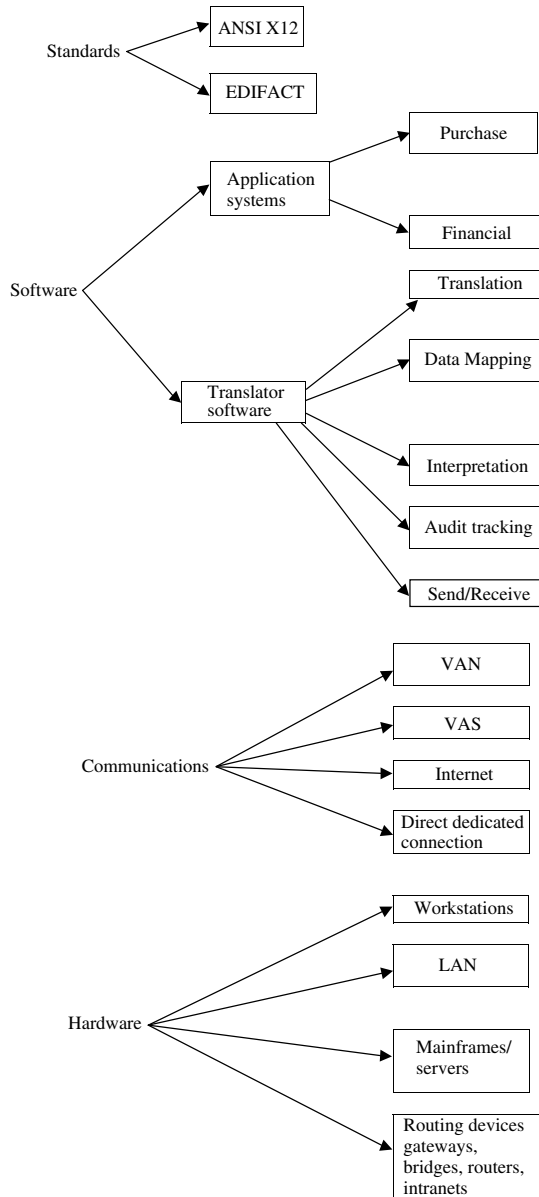 ANSI X12
Standards
EDIFACT
Purchase
Application
systems
Financial
Translation
Software
Data Mapping
Translator
software
Interpretation
Audit tracking
Send/Receive
VAN
VAS
Communications
Internet
Direct dedicated
connection
Workstations
LAN
Hardware
Mainframes/
servers
Routing devices
gateways,
bridges, routers,
intranets